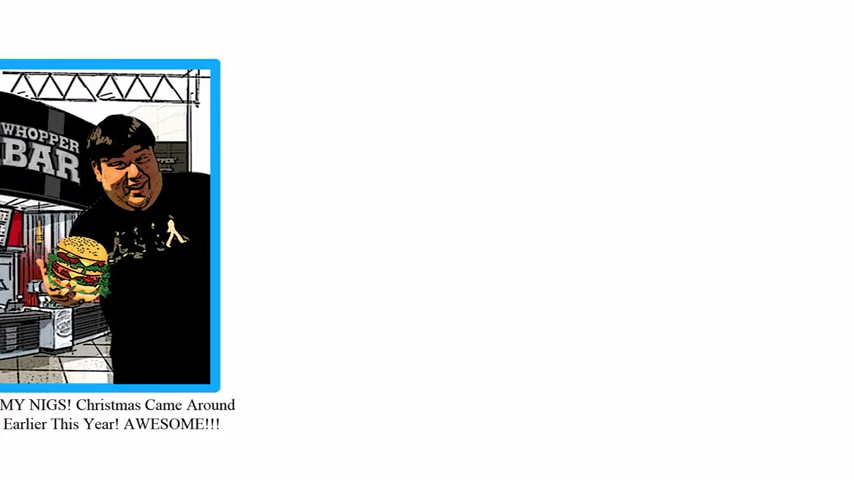 WHOPPER
BAR
MY NIGS! Christmas Came Around
Earlier This Year! AWESOME!!!